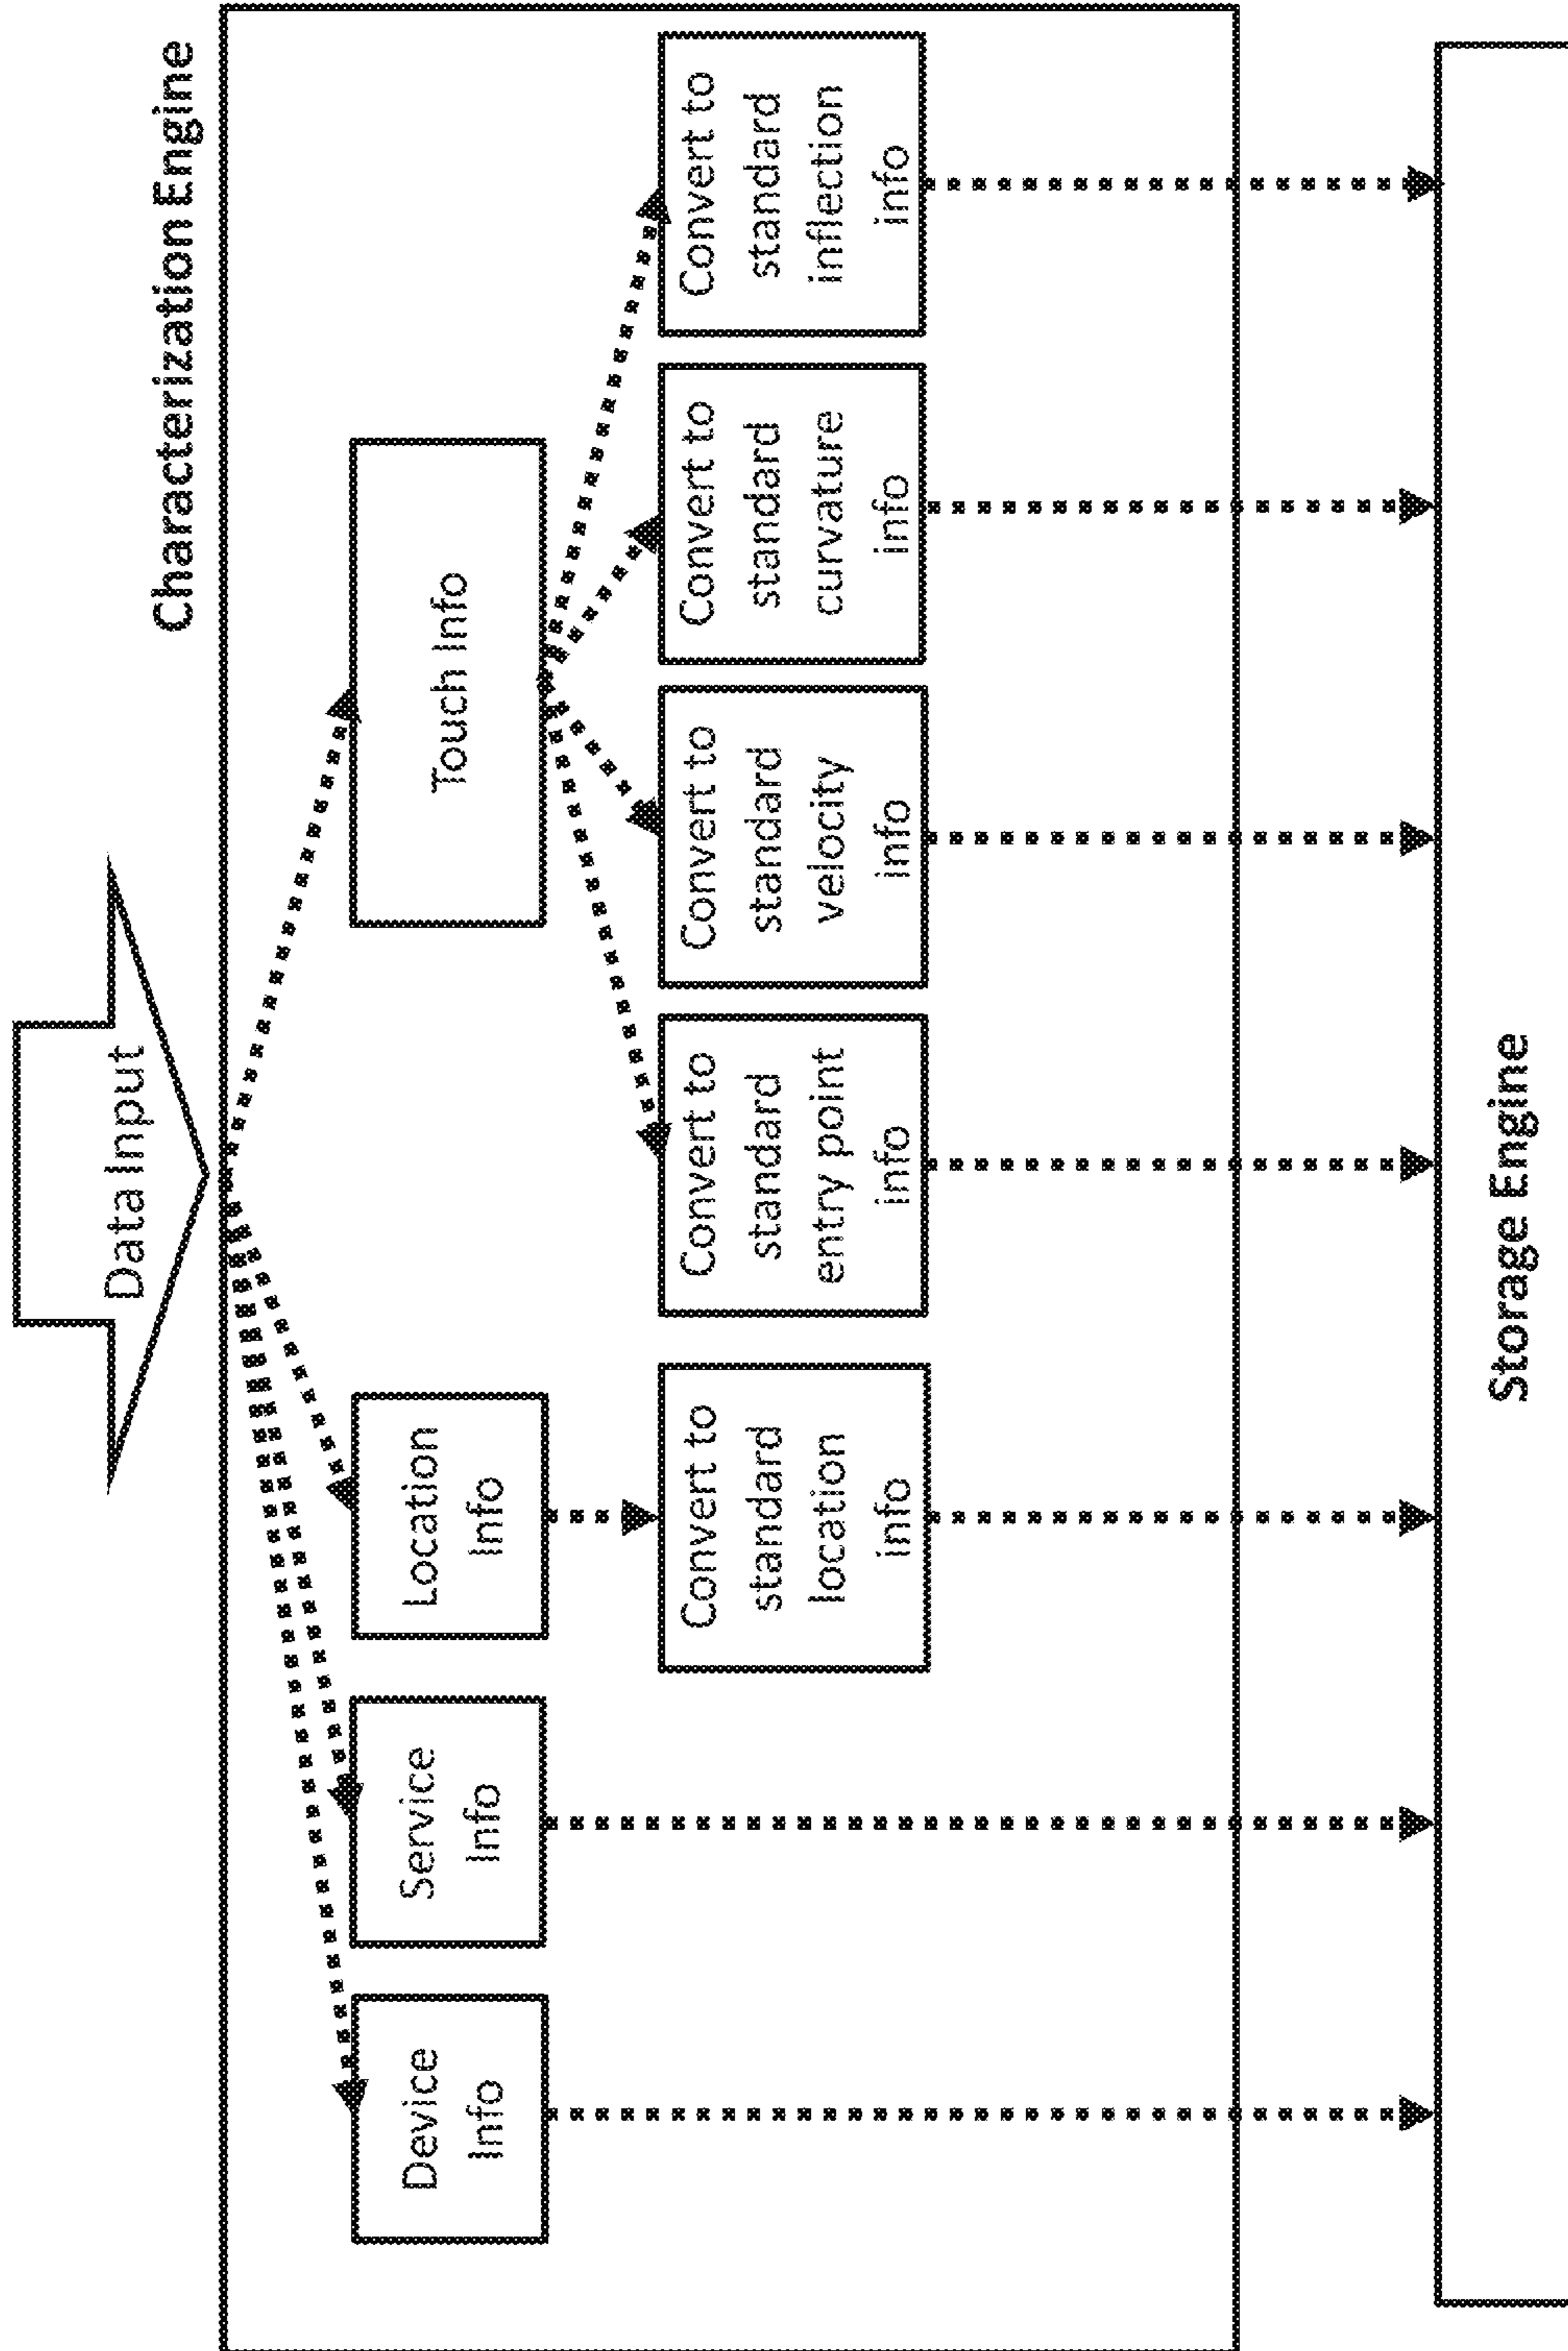 Data Input
Characterization Engine
Device
Info
Service
Info
Location
Info
Touch Info
Convert to
standard
location
info
Convert to
standard
entry point
info
Convert to
standard
velocity
info
Convert to
standard
curvature
info
Convert to
standard
inflection
info
Storage Engine